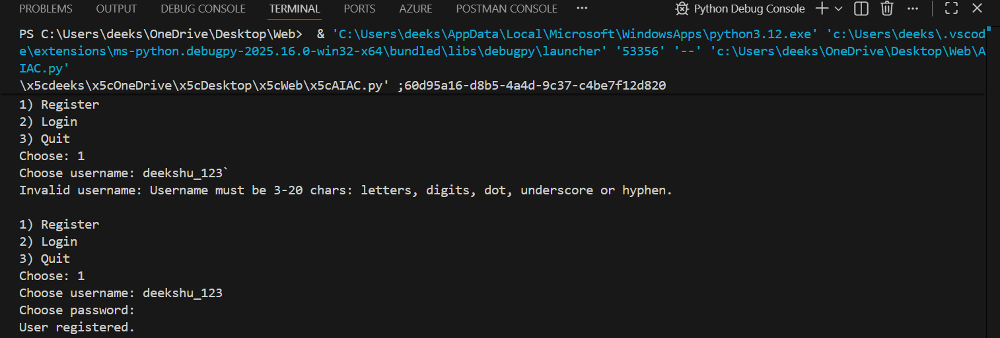 PROBLEMS OUTPUT DEBUG CONSOLE TERMINAL PORTS AZURE POSTMAN CONSOLE ··· Python Debug Console ···
PS C:\Users\deeks\OneDrive\Desktop\Web>  & 'C:\Users\deeks\AppData\Local\Microsoft\WindowsApps\python3.12.exe' 'c:\Users\deeks\.vscod
e\extensions\ms-python.debugpy-2025.16.0-win32-x64\bundled\libs\debugpy\launcher' '53356' '--' 'c:\Users\deeks\OneDrive\Desktop\Web\A
IAC.py'
\x5cdeeks\x5cOneDrive\x5cDesktop\x5cWeb\x5cAIAC.py' ;60d95a16-d8b5-4a4d-9c37-c4be7f12d820
1) Register
2) Login
3) Quit
Choose: 1
Choose username: deekshu_123`
Invalid username: Username must be 3-20 chars: letters, digits, dot, underscore or hyphen.
1) Register
2) Login
3) Quit
Choose: 1
Choose username: deekshu_123
Choose password:
User registered.